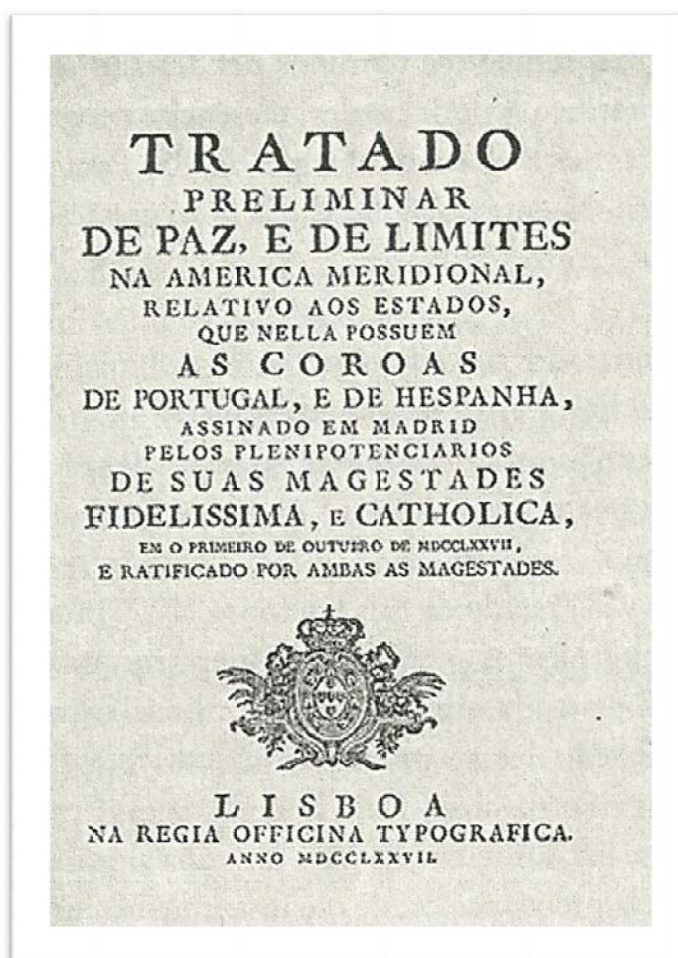 TRATADO
PRELIMINAR
DE PAZ, E DE LIMITES
NA AMERICA MERIDIONAL,
RELATIVO AOS ESTADOS,
QUE NELLA POSSUEM
AS COROAS
DE PORTUGAL, E DE HESPANHA,
ASSINADO EM MADRID
PELOS PLENIPOTENCIARIOS
DE SUAS MAGESTADES
FIDELISSIMA, E CATHOLICA,
EM O PRIMEIRO DE OUTUBRO DE MDCCLXXVII,
E RATIFICADO POR AMBAS AS MAGESTADES.
LISBOA
NA REGIA OFFICINA TYPOGRAFICA.
ANNO MDCCLXXVII.